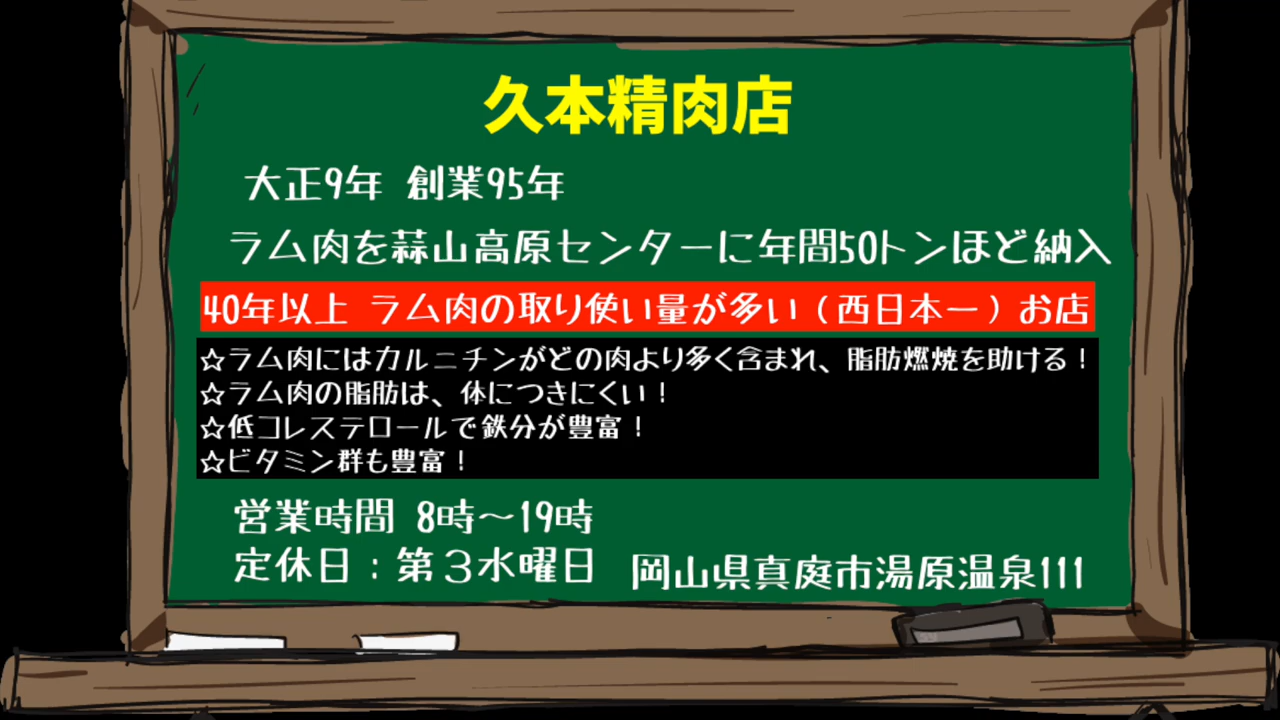 久本精肉店
大正9年 創業95年
ラム肉を蒜山高原センターに年間50トンほど納入
40年以上 ラム肉の取り使い量が多い（西日本一）お店
☆ラム肉にはカルニチンがどの肉より多く含まれ、脂肪燃焼を助ける！
☆ラム肉の脂肪は、体につきにくい！
☆低コレステロールで鉄分が豊富！
☆ビタミン群も豊富！
営業時間 8時～19時
定休日：第３水曜日 岡山県真庭市湯原温泉111